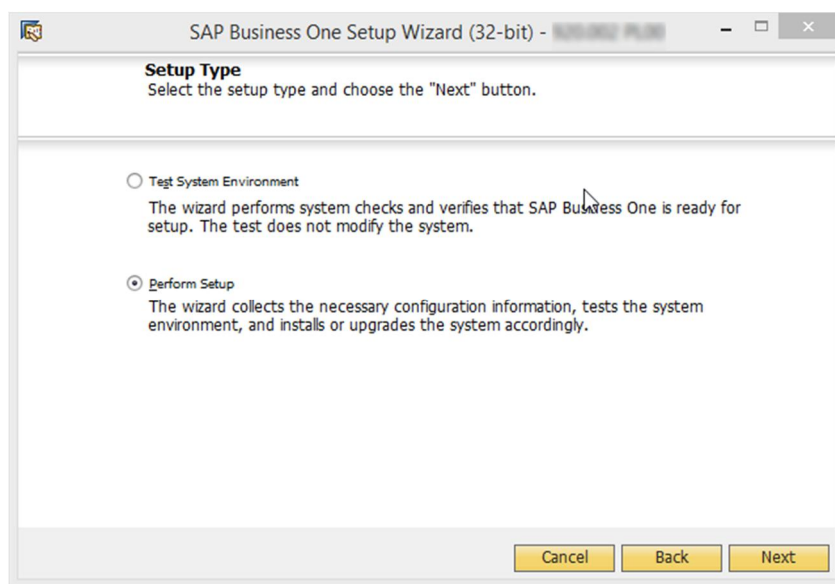 SAP Business One Setup Wizard (32-bit) -
Setup Type
Select the setup type and choose the "Next" button.
Test System Environment
The wizard performs system checks and verifies that SAP Business One is ready for
setup. The test does not modify the system.
Perform Setup
The wizard collects the necessary configuration information, tests the system
environment, and installs or upgrades the system accordingly.
Cancel Back Next